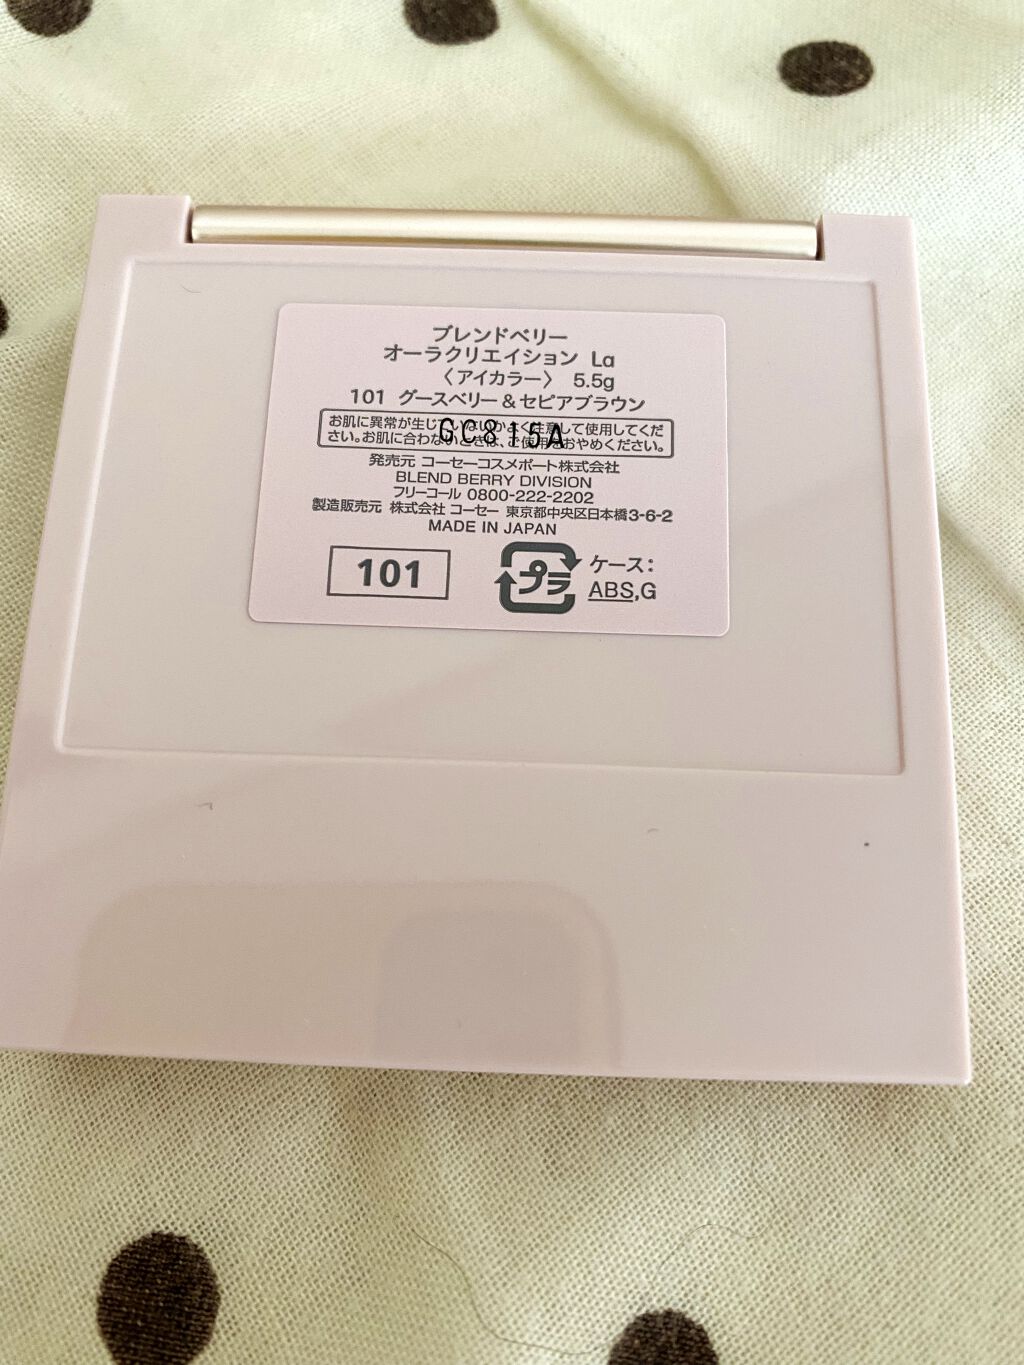 ブレンドベリー
オーラクリエイション La
〈アイカラー〉 5.5g
101 グースベリー&セピアブラウン
お肌に異常が生じていないかよく注意して使用してくだ
さい。お肌に合わないときは、ご使用をおやめください。
GC815A
発売元 コーセーコスメポート株式会社
BLEND BERRY DIVISION
フリーコール 0800-222-2202
製造販売元 株式会社 コーセー 東京都中央区日本橋3-6-2
MADE IN JAPAN
101
プラ
ケース:
ABS,G